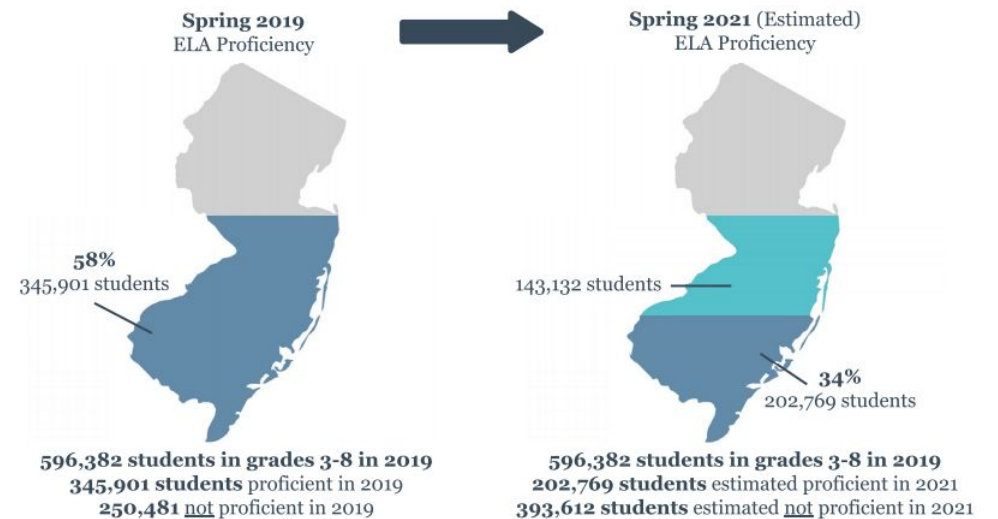 Spring 2019
ELA Proficiency
58%
345,901 students
596,382 students in grades 3-8 in 2019
345,901 students proficient in 2019
250,481 not proficient in 2019
Spring 2021 (Estimated)
ELA Proficiency
143,132 students
34%
202,769 students
596,382 students in grades 3-8 in 2019
202,769 students estimated proficient in 2021
393,612 students estimated not proficient in 2021